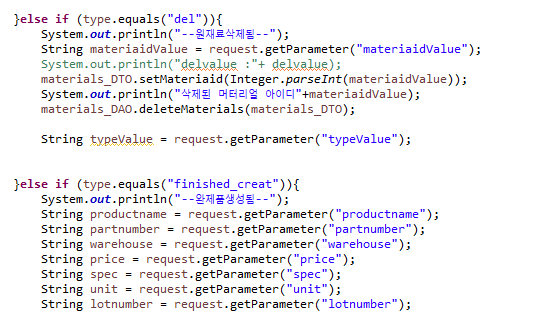 }else if (type.equals("del")){
System.out.println("--원재료삭제됨--");
String materiaidValue = request.getParameter("materiaidValue");
System.out.println("delvalue :"+ delvalue);
materials_DTO.setMateriaid(Integer.parseInt(materiaidValue));
System.out.println("삭제된 머터리얼 아이디"+materiaidValue);
materials_DAO.deleteMaterials(materials_DTO);
String typeValue = request.getParameter("typeValue");
}else if (type.equals("finished_creat")){
System.out.println("--완제품생성됨--");
String productname = request.getParameter("productname");
String partnumber = request.getParameter("partnumber");
String warehouse = request.getParameter("warehouse");
String price = request.getParameter("price");
String spec = request.getParameter("spec");
String unit = request.getParameter("unit");
String lotnumber = request.getParameter("lotnumber");